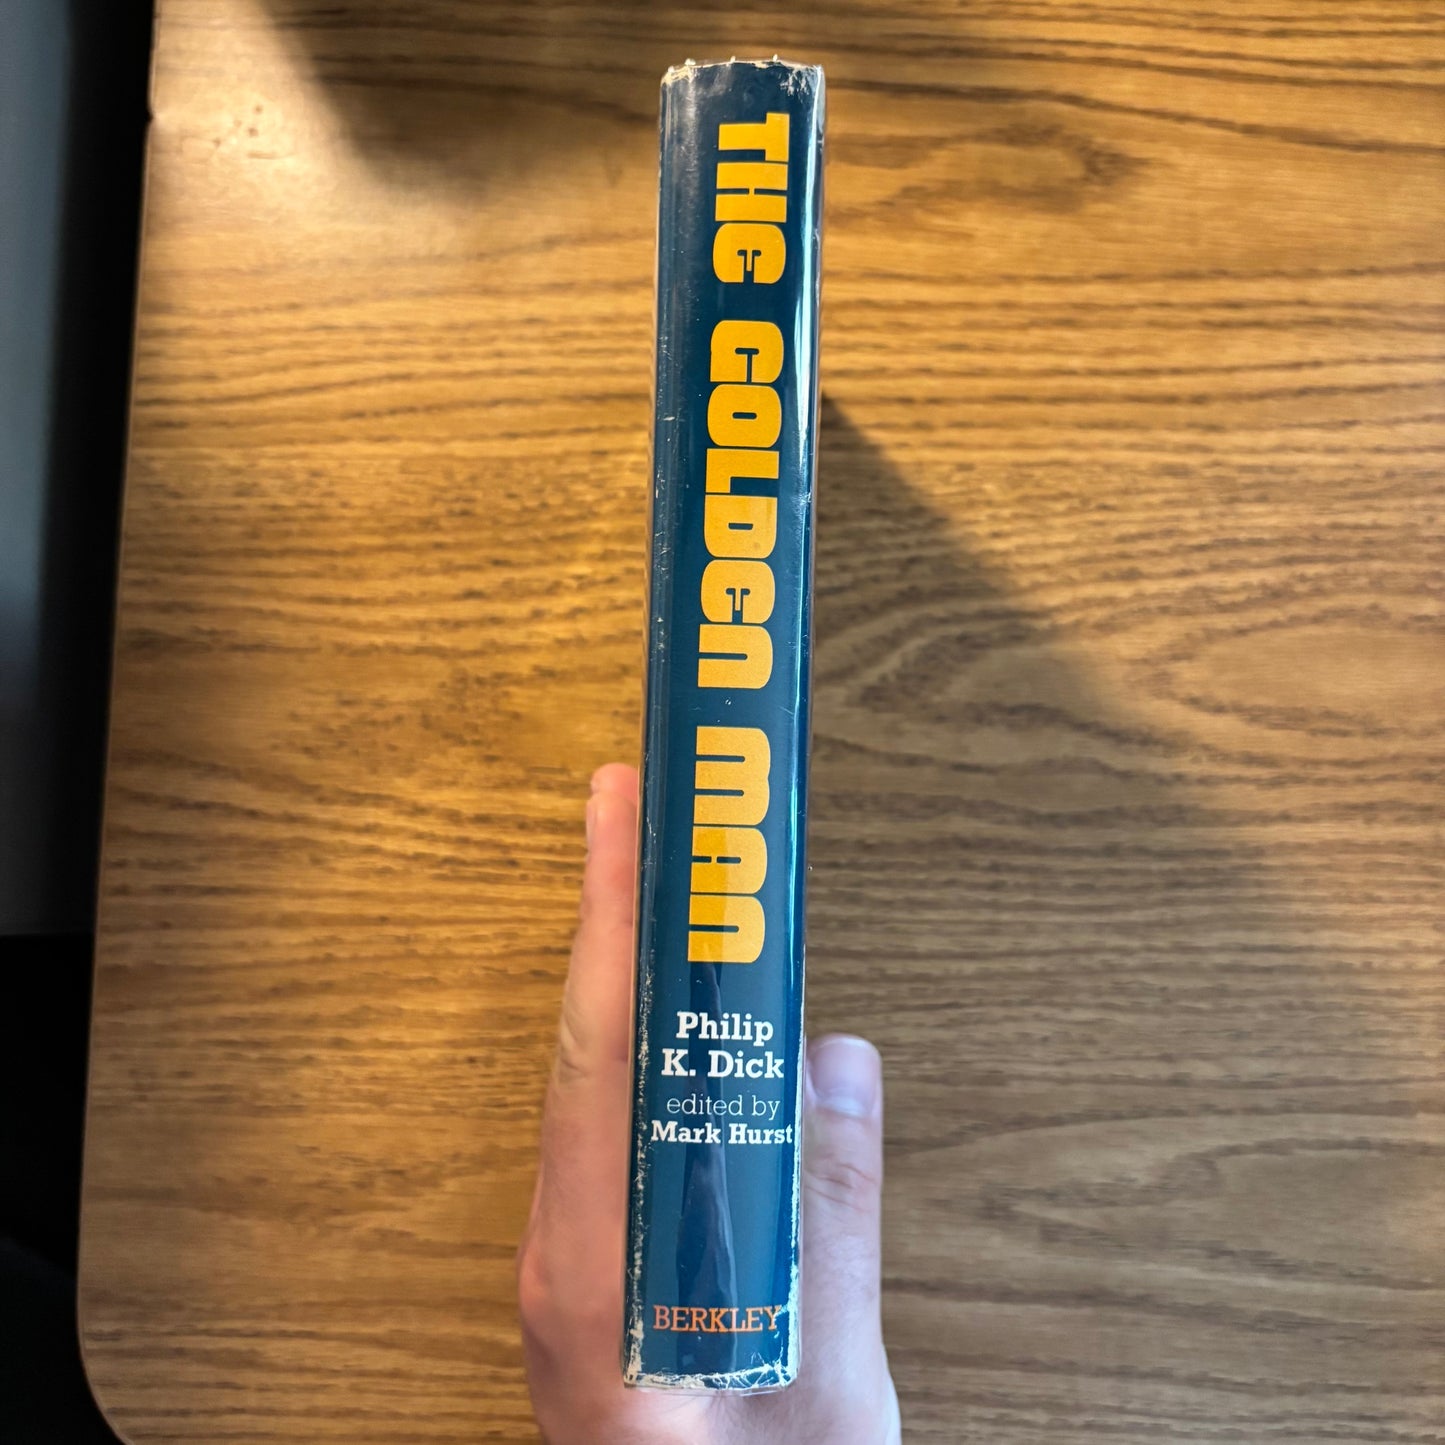 THE GOLDEN MAN
Philip
K. Dick
edited by
Mark Hurst
BERKLEY